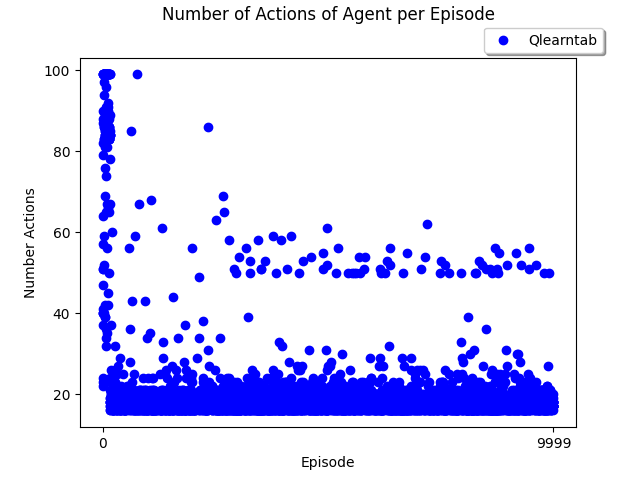 Number of Actions of Agent per Episode
Qlearntab
100
80
60
40
20
Number Actions
0
9999
Episode